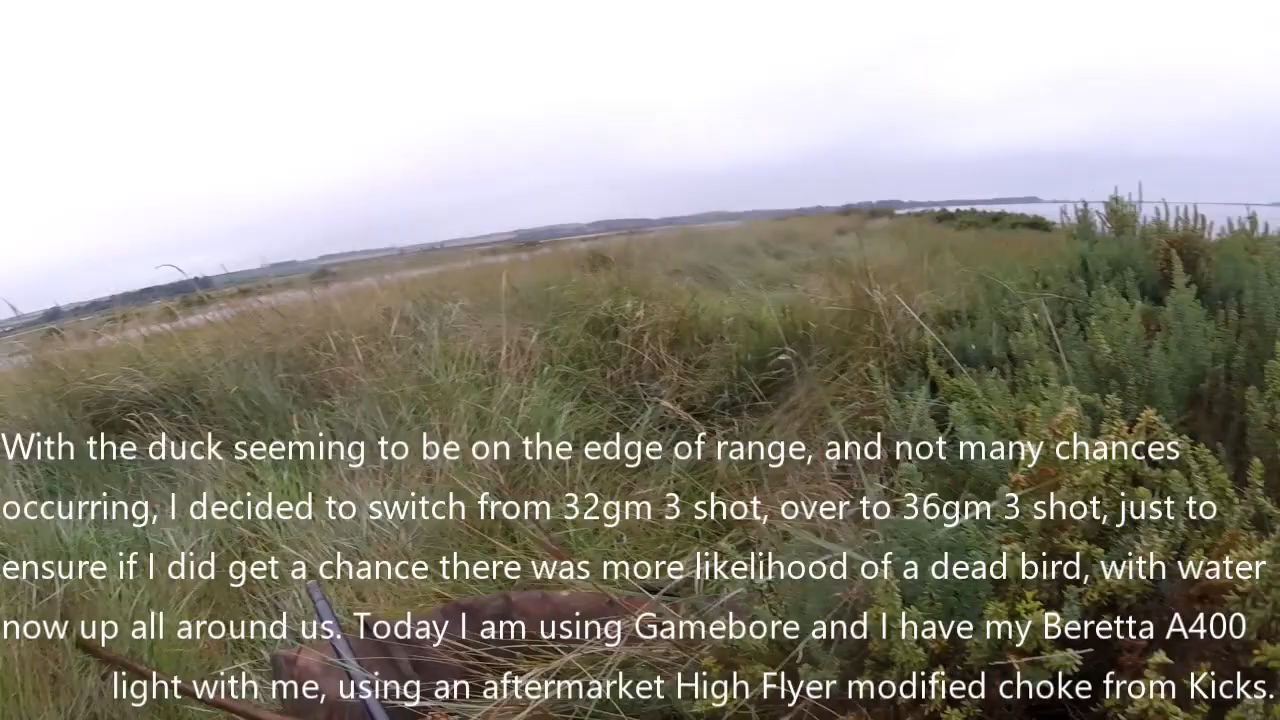 With the duck seeming to be on the edge of range, and not many chances
occurring, I decided to switch from 32gm 3 shot, over to 36gm 3 shot, just to
ensure if I did get a chance there was more likelihood of a dead bird, with water
now up all around us. Today I am using Gamebore and I have my Beretta A400
light with me, using an aftermarket High Flyer modified choke from Kicks.